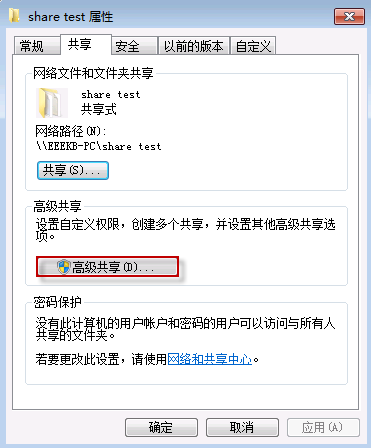 share test 属性
常规 共享 安全 以前的版本 自定义
网络文件和文件夹共享
share test
共享式
网络路径(N):
\\EEEKB-PC\share test
共享(S)...
高级共享
设置自定义权限，创建多个共享，并设置其他高级共享选
项。
高级共享(D)...
密码保护
没有此计算机的用户帐户和密码的用户可以访问与所有人
共享的文件夹。
若要更改此设置，请使用网络和共享中心。
确定 取消 应用(A)